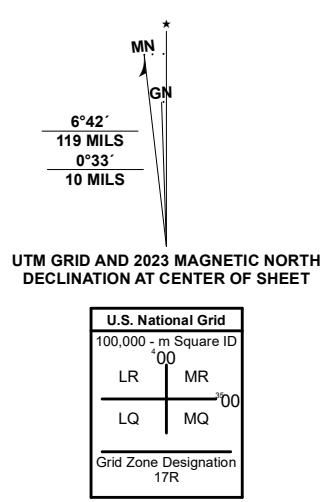 ★
MN
GN
6°42´
119 MILS
0°33´
10 MILS
UTM GRID AND 2023 MAGNETIC NORTH
DECLINATION AT CENTER OF SHEET
U.S. National Grid
100,000 - m Square ID
⁴00
LR MR
³⁵00
LQ MQ
Grid Zone Designation
17R